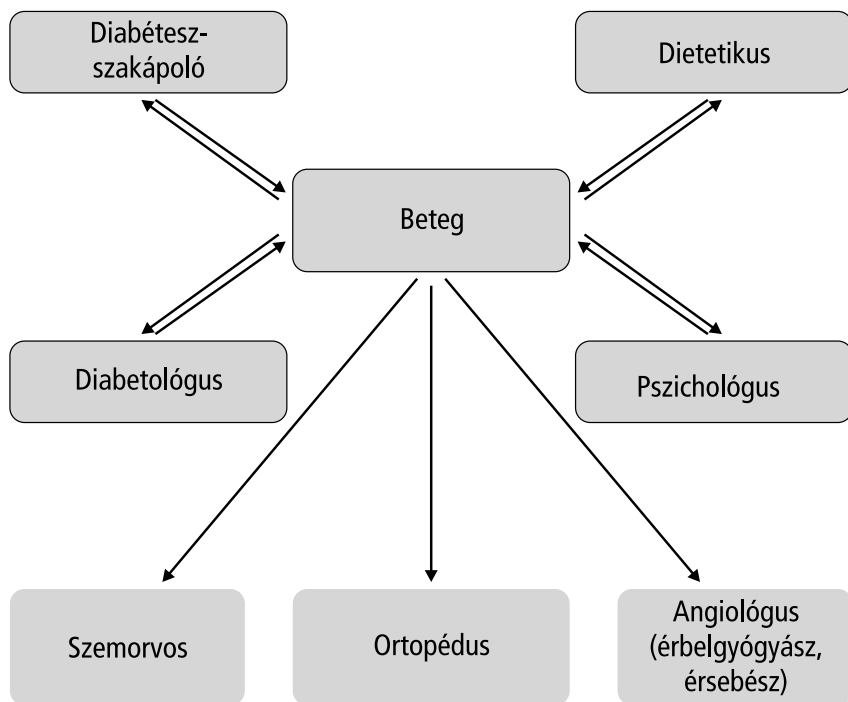 Diabétesz-
szakápoló
Dietetikus
Beteg
Diabetológus
Pszichológus
Szemorvos
Ortopédus
Angiológus
(érbelgyógyász,
érsebész)